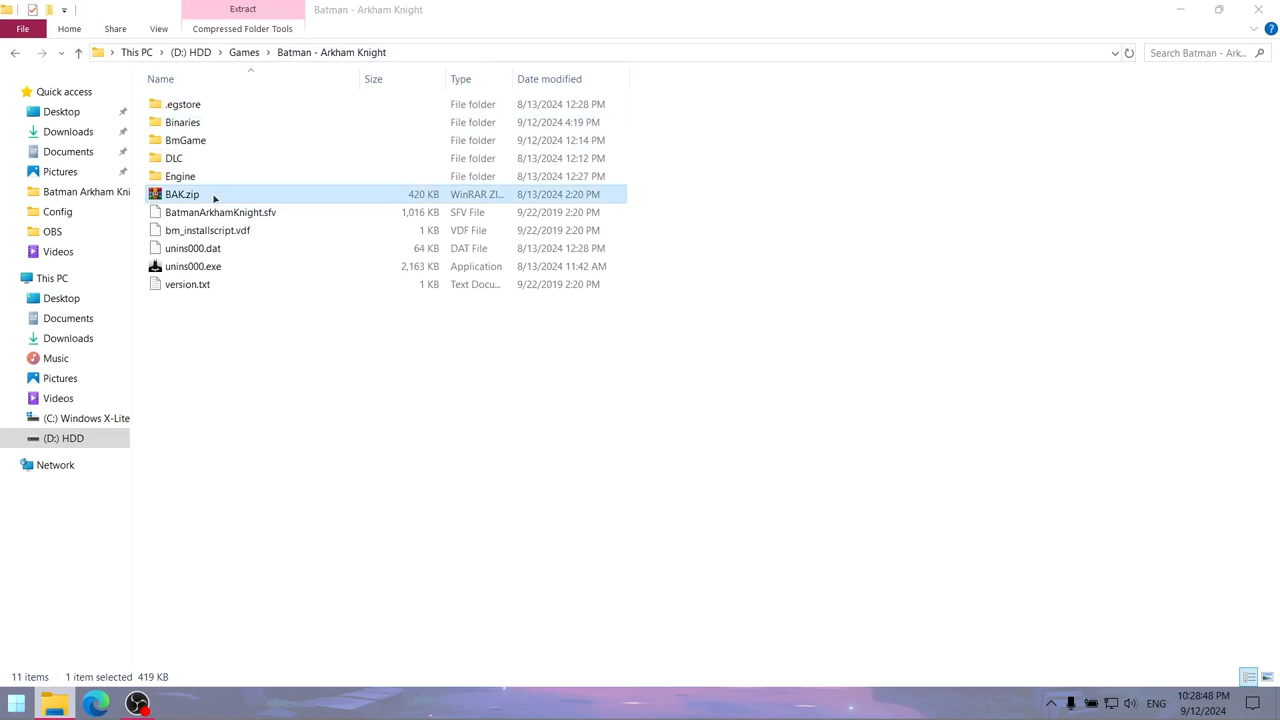 Extract
Batman - Arkham Knight
File
Home
Share
View
Compressed Folder Tools
This PC > (D:) HDD > Games > Batman - Arkham Knight
Search Batman - Ark...
Name Size Type Date modified
.egstore File folder 8/13/2024 12:28 PM
Binaries File folder 9/12/2024 4:19 PM
BmGame File folder 9/12/2024 12:14 PM
DLC File folder 8/13/2024 12:12 PM
Engine File folder 8/13/2024 12:27 PM
BAK.zip 420 KB WinRAR ZI... 8/13/2024 2:20 PM
BatmanArkhamKnight.sfv 1,016 KB SFV File 9/22/2019 2:20 PM
bm_installscript.vdf 1 KB VDF File 9/22/2019 2:20 PM
unins000.dat 64 KB DAT File 8/13/2024 12:28 PM
unins000.exe 2,163 KB Application 8/13/2024 11:42 AM
version.txt 1 KB Text Docu... 9/22/2019 2:20 PM
Quick access
Desktop
Downloads
Documents
Pictures
Batman Arkham Kni
Config
OBS
Videos
This PC
Desktop
Documents
Downloads
Music
Pictures
Videos
(C:) Windows X-Lite
(D:) HDD
Network
11 items 1 item selected 419 KB
ENG
10:28:48 PM
9/12/2024